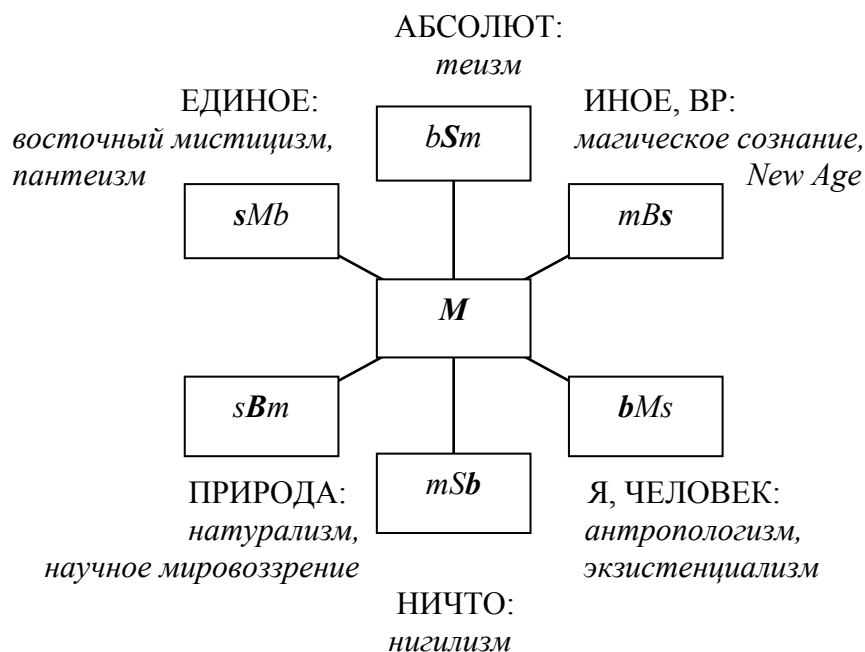 АБСОЛЮТ:
теизм
ЕДИНОЕ:
восточный мистицизм,
пантеизм
ИНОЕ, ВР:
магическое сознание,
New Age
bSm
sMb
mBs
M
sBm
bMs
mSb
ПРИРОДА:
натурализм,
научное мировоззрение
Я, ЧЕЛОВЕК:
антропологизм,
экзистенциализм
НИЧТО:
нигилизм